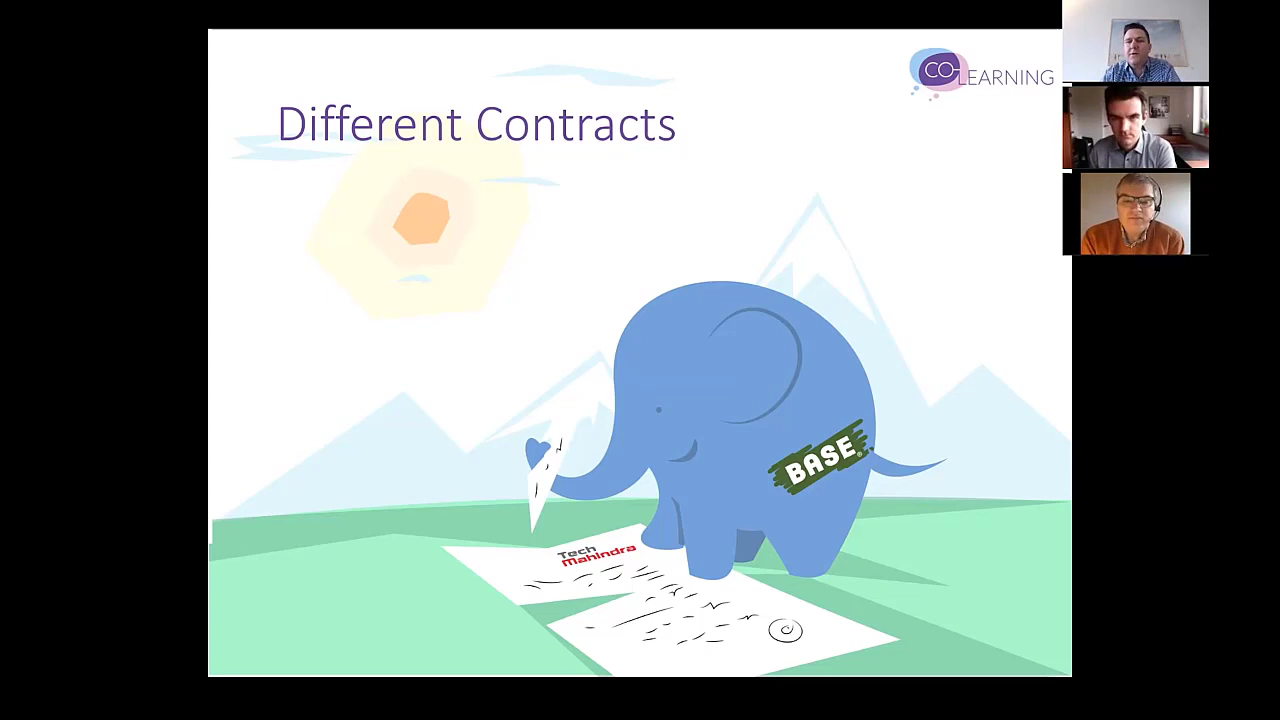 CO-LEARNING
Different Contracts
BASE®
Tech
Mahindra